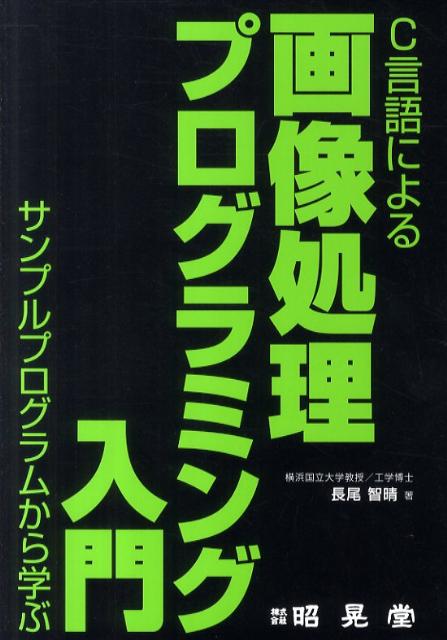 C言語による
画像処理
プログラミング
入門
サンプルプログラムから学ぶ
横浜国立大学教授/工学博士
長尾 智晴 著
株式会社 昭晃堂